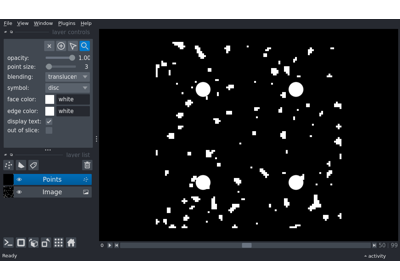 File View Window Plugins Help
layer controls
opacity: 1.00
point size: 3
blending: translucen
symbol: disc
face color: white
edge color: white
display text:
out of slice:
layer list
Points
Image
0 50 99
Ready activity